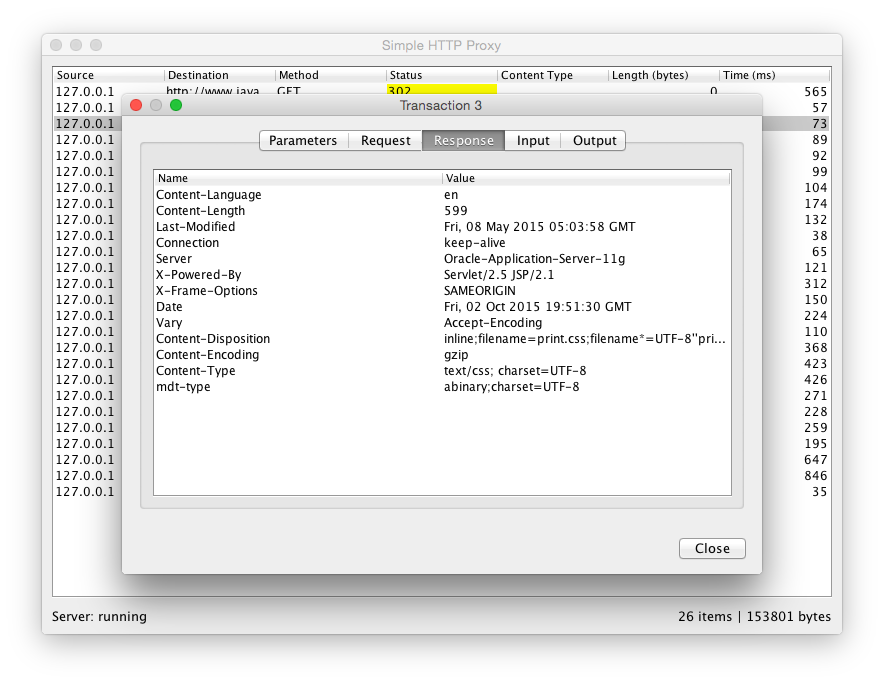 Simple HTTP Proxy
Source Destination Method Status Content Type Length (bytes) Time (ms)
127.0.0.1 http://www.java GET 302 0 565
127.0.0.1 57
127.0.0.1 73
127.0.0.1 89
127.0.0.1 92
127.0.0.1 99
127.0.0.1 104
127.0.0.1 174
127.0.0.1 132
127.0.0.1 38
127.0.0.1 65
127.0.0.1 121
127.0.0.1 312
127.0.0.1 150
127.0.0.1 224
127.0.0.1 110
127.0.0.1 368
127.0.0.1 423
127.0.0.1 426
127.0.0.1 271
127.0.0.1 228
127.0.0.1 259
127.0.0.1 195
127.0.0.1 647
127.0.0.1 846
127.0.0.1 35
Transaction 3
Parameters Request Response Input Output
Name Value
Content-Language en
Content-Length 599
Last-Modified Fri, 08 May 2015 05:03:58 GMT
Connection keep-alive
Server Oracle-Application-Server-11g
X-Powered-By Servlet/2.5 JSP/2.1
X-Frame-Options SAMEORIGIN
Date Fri, 02 Oct 2015 19:51:30 GMT
Vary Accept-Encoding
Content-Disposition inline;filename=print.css;filename*=UTF-8''pri...
Content-Encoding gzip
Content-Type text/css; charset=UTF-8
mdt-type abinary;charset=UTF-8
Close
Server: running 26 items | 153801 bytes